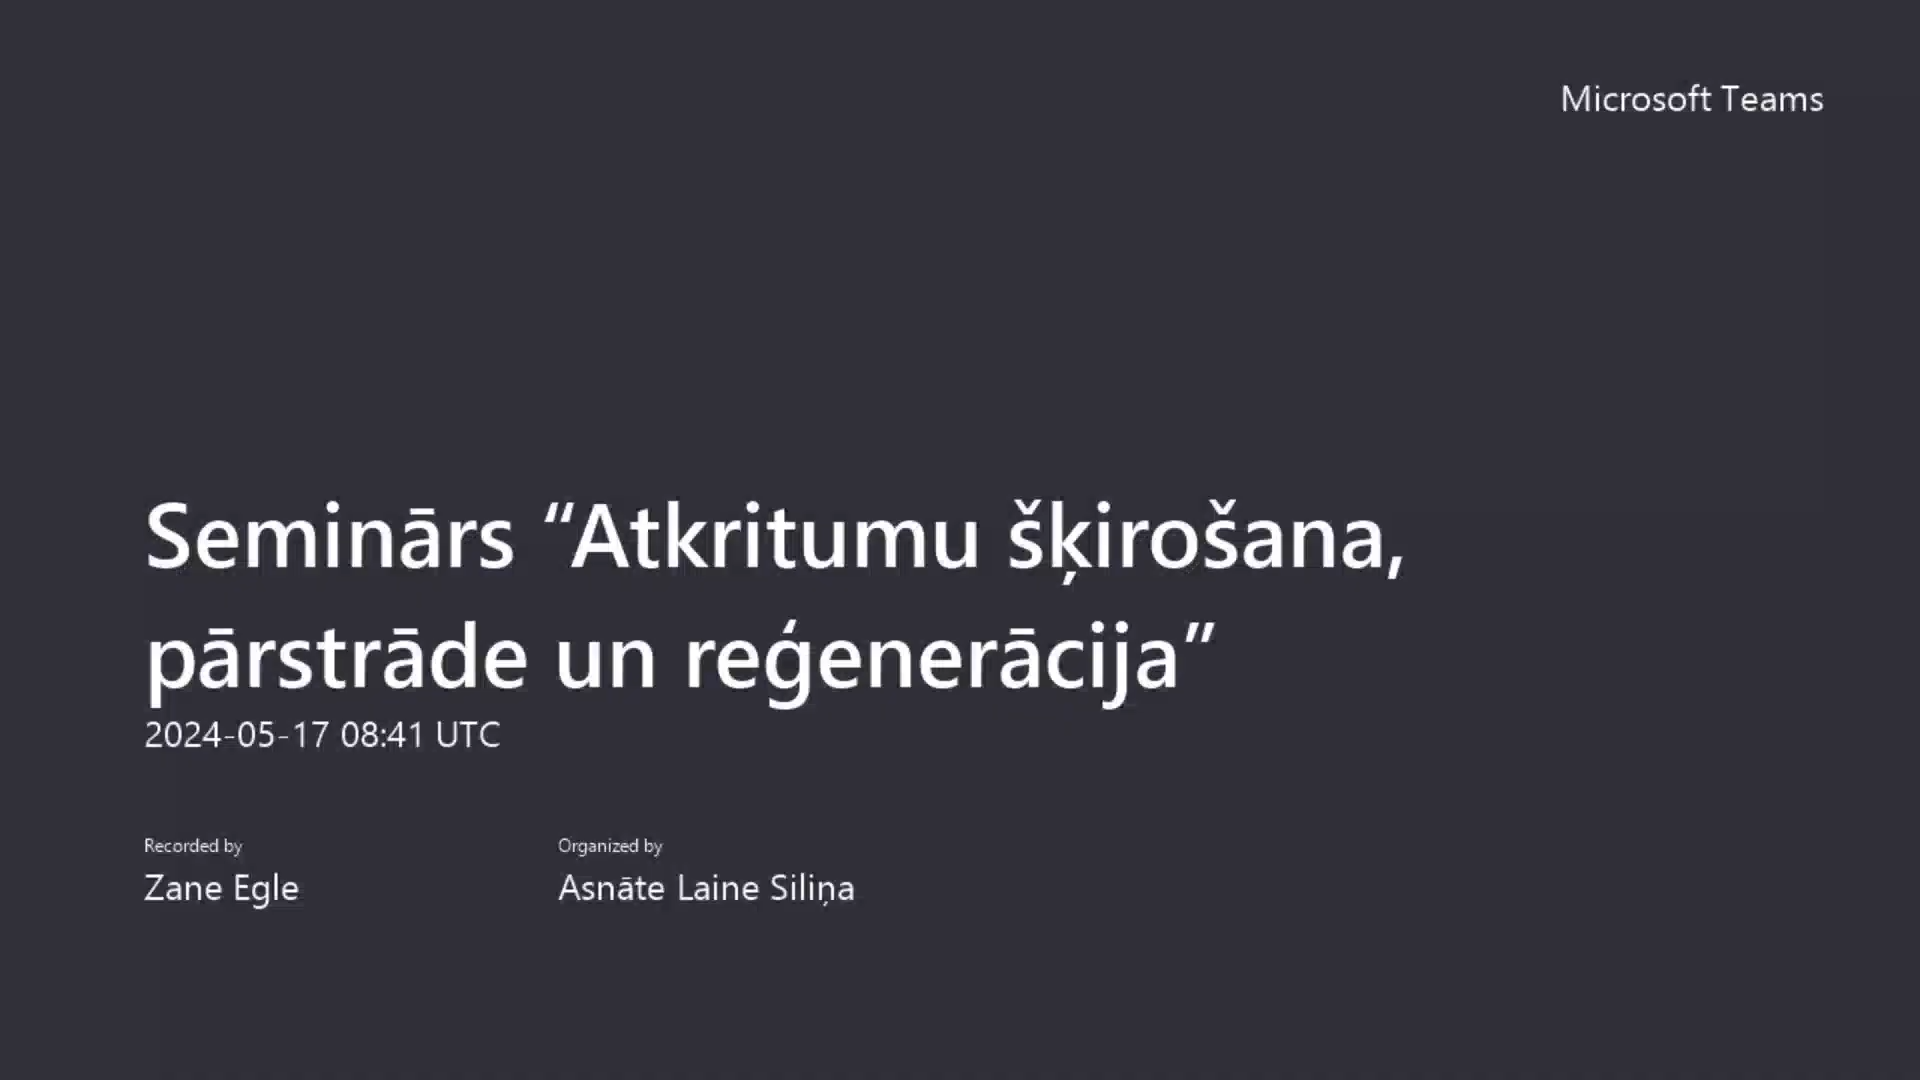 Microsoft Teams
Seminārs “Atkritumu šķirošana,
pārstrāde un reģenerācija”
2024-05-17 08:41 UTC
Recorded by
Zane Egle
Organized by
Asnāte Laine Siliņa